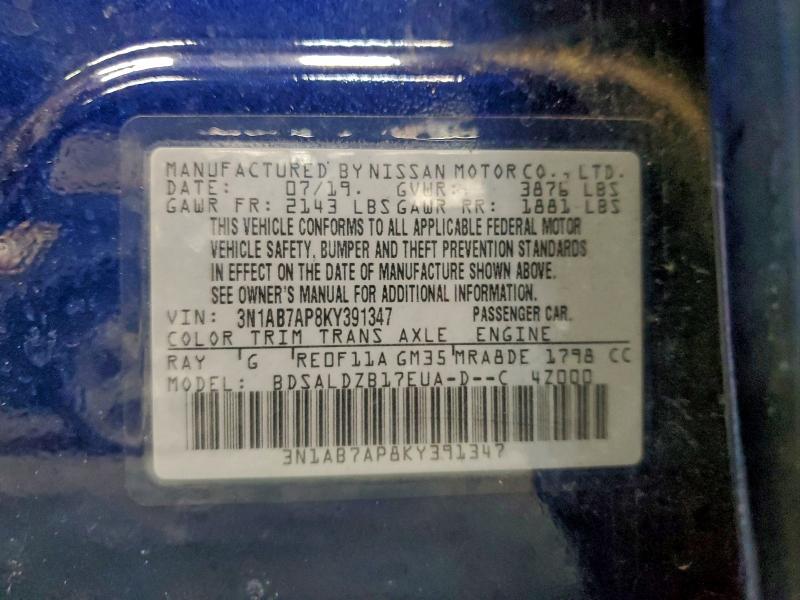 MANUFACTURED BY NISSAN MOTOR CO., LTD.
DATE: 07/19. GVWR: 3876 LBS
GAWR FR: 2143 LBS GAWR RR: 1881 LBS
THIS VEHICLE CONFORMS TO ALL APPLICABLE FEDERAL MOTOR
VEHICLE SAFETY, BUMPER AND THEFT PREVENTION STANDARDS
IN EFFECT ON THE DATE OF MANUFACTURE SHOWN ABOVE.
SEE OWNER'S MANUAL FOR ADDITIONAL INFORMATION.
VIN: 3N1AB7AP8KY391347 PASSENGER CAR.
COLOR TRIM TRANS AXLE ENGINE
RAY G RE0F11A GM35 MRA8DE 1798 CC
MODEL: BDSALDZB17EUA-D--C 4Z000
3N1AB7AP8KY391347